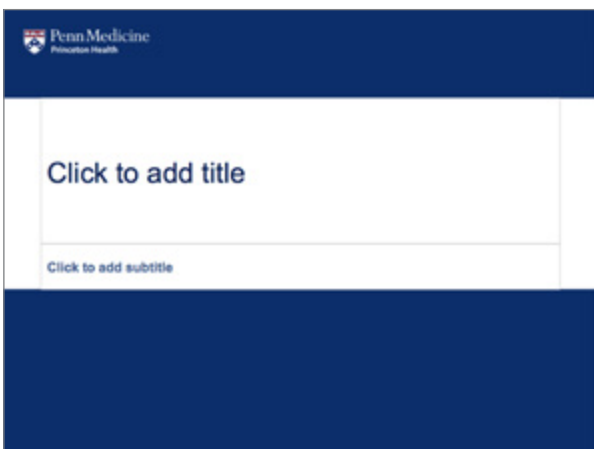 Penn Medicine
Princeton Health
Click to add title
Click to add subtitle